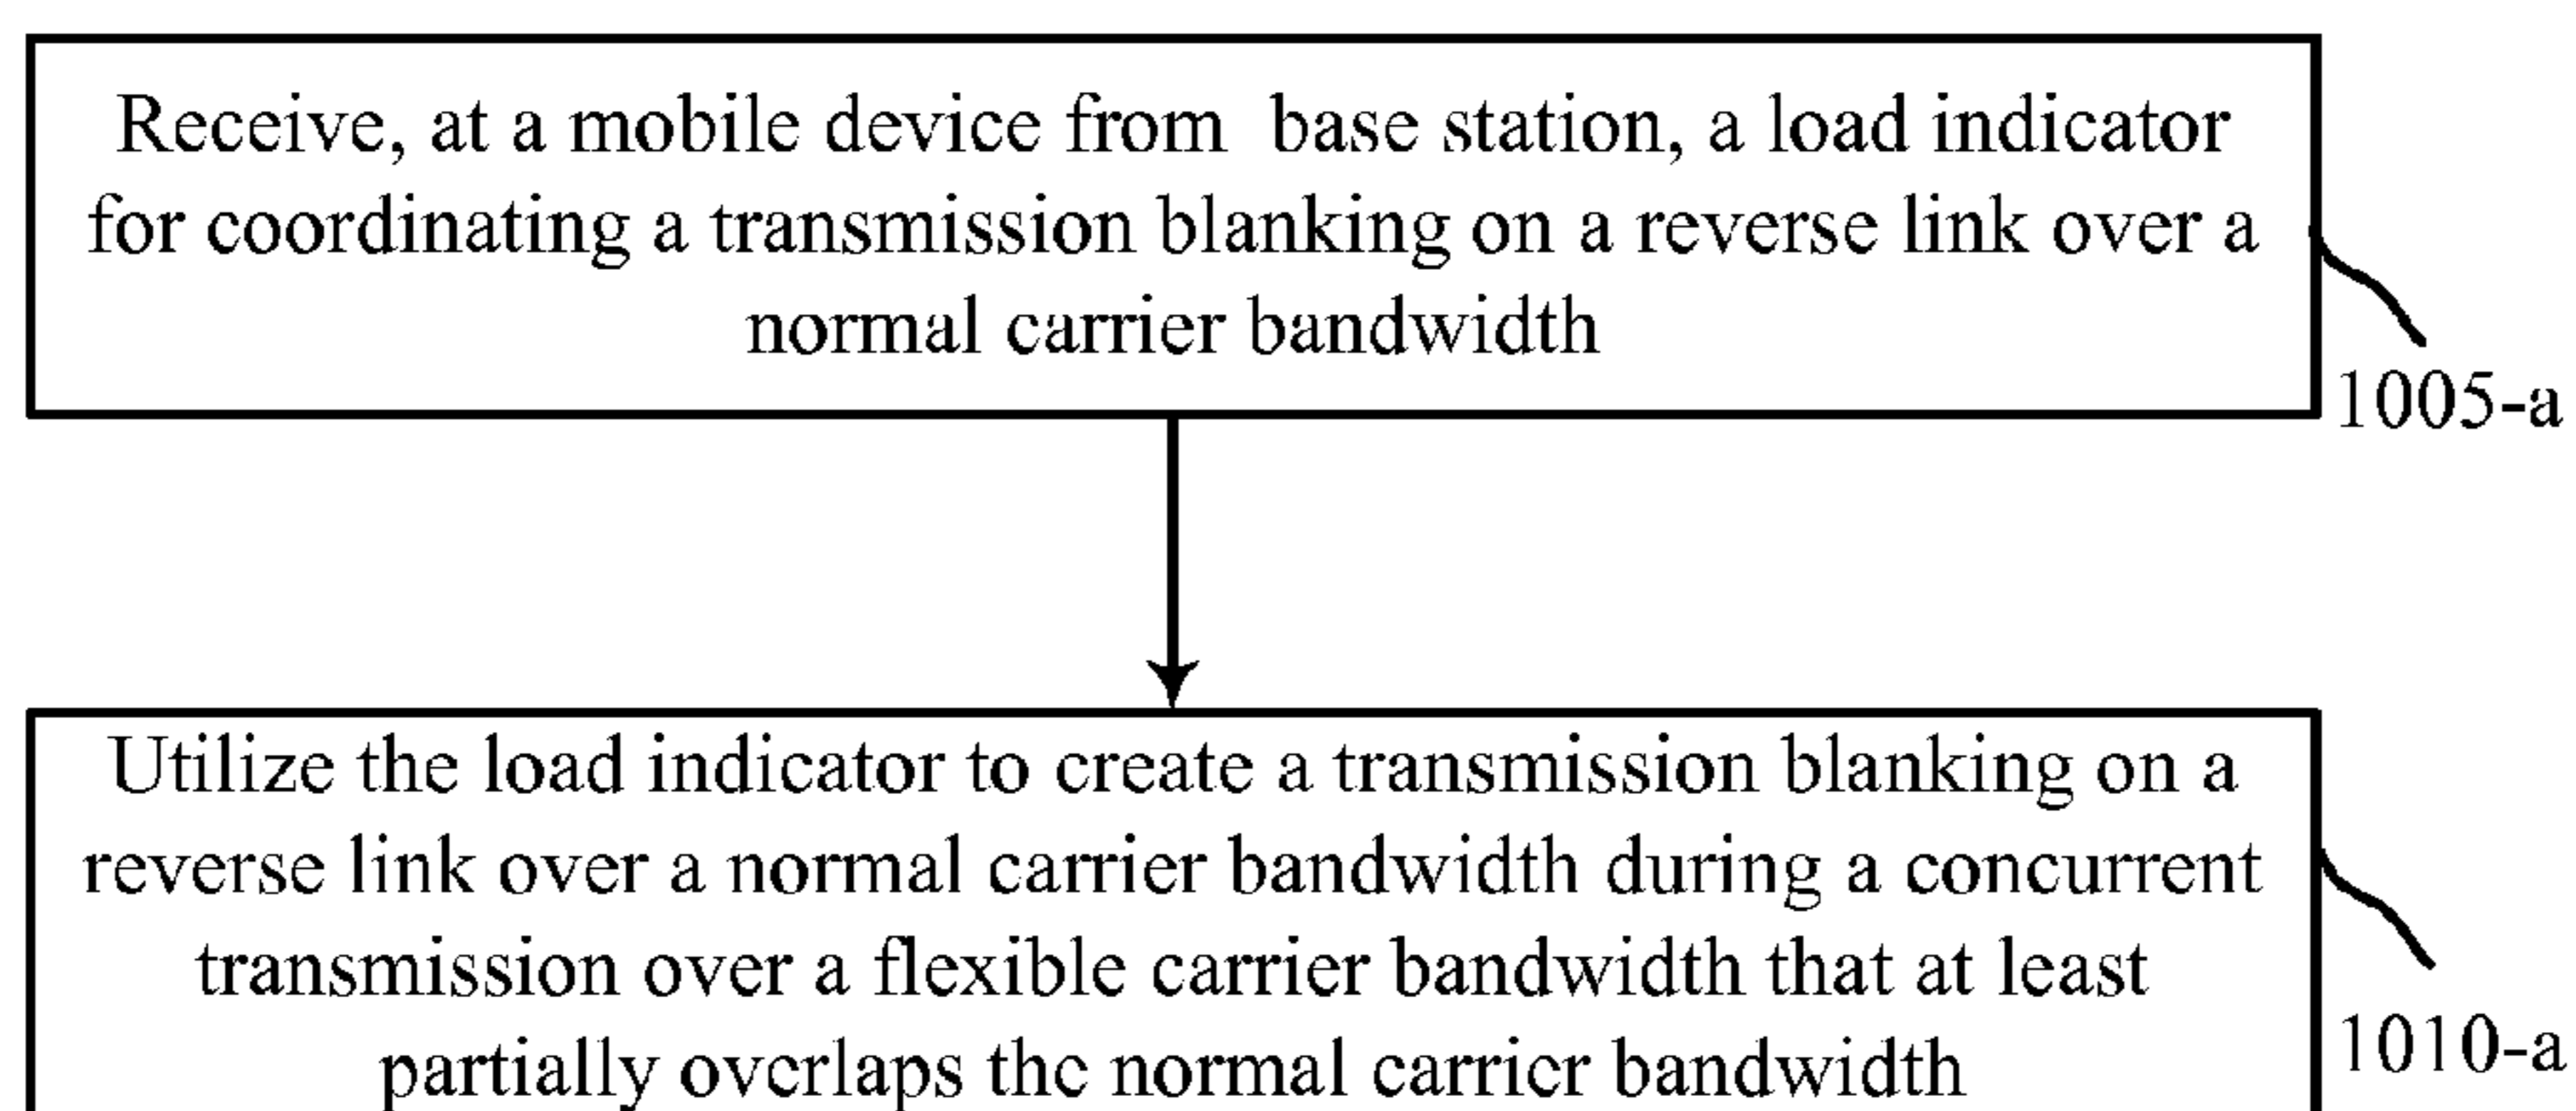 Receive, at a mobile device from base station, a load indicator
for coordinating a transmission blanking on a reverse link over a
normal carrier bandwidth
1005-a
Utilize the load indicator to create a transmission blanking on a
reverse link over a normal carrier bandwidth during a concurrent
transmission over a flexible carrier bandwidth that at least
partially overlaps the normal carrier bandwidth
1010-a